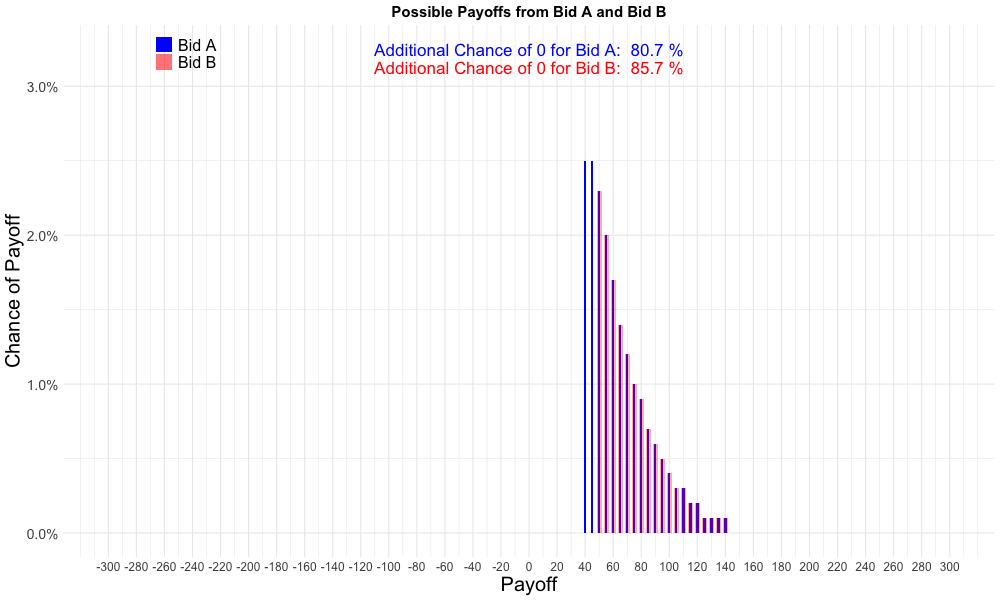 Possible Payoffs from Bid A and Bid B
Bid A
Bid B
Additional Chance of 0 for Bid A: 80.7 %
Additional Chance of 0 for Bid B: 85.7 %
Chance of Payoff
3.0%
2.0%
1.0%
0.0%
-300 -280 -260 -240 -220 -200 -180 -160 -140 -120 -100 -80 -60 -40 -20 0 20 40 60 80 100 120 140 160 180 200 220 240 260 280 300
Payoff